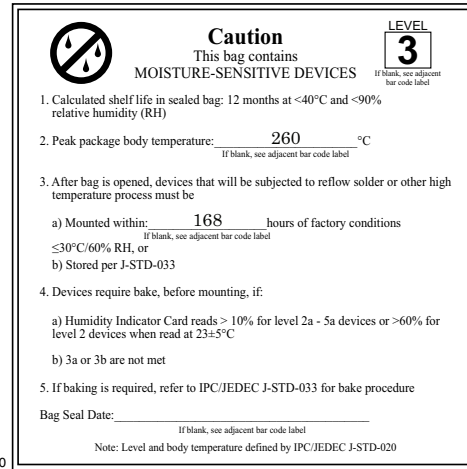 Caution
This bag contains
MOISTURE-SENSITIVE DEVICES
LEVEL
3
If blank, see adjacent
bar code label
1. Calculated shelf life in sealed bag: 12 months at <40°C and <90%
relative humidity (RH)
2. Peak package body temperature: 260 °C
If blank, see adjacent bar code label
3. After bag is opened, devices that will be subjected to reflow solder or other high
temperature process must be
a) Mounted within: 168 hours of factory conditions
If blank, see adjacent bar code label
≤30°C/60% RH, or
b) Stored per J-STD-033
4. Devices require bake, before mounting, if:
a) Humidity Indicator Card reads > 10% for level 2a - 5a devices or >60% for
level 2 devices when read at 23±5°C
b) 3a or 3b are not met
5. If baking is required, refer to IPC/JEDEC J-STD-033 for bake procedure
Bag Seal Date:
If blank, see adjacent bar code label
Note: Level and body temperature defined by IPC/JEDEC J-STD-020
0